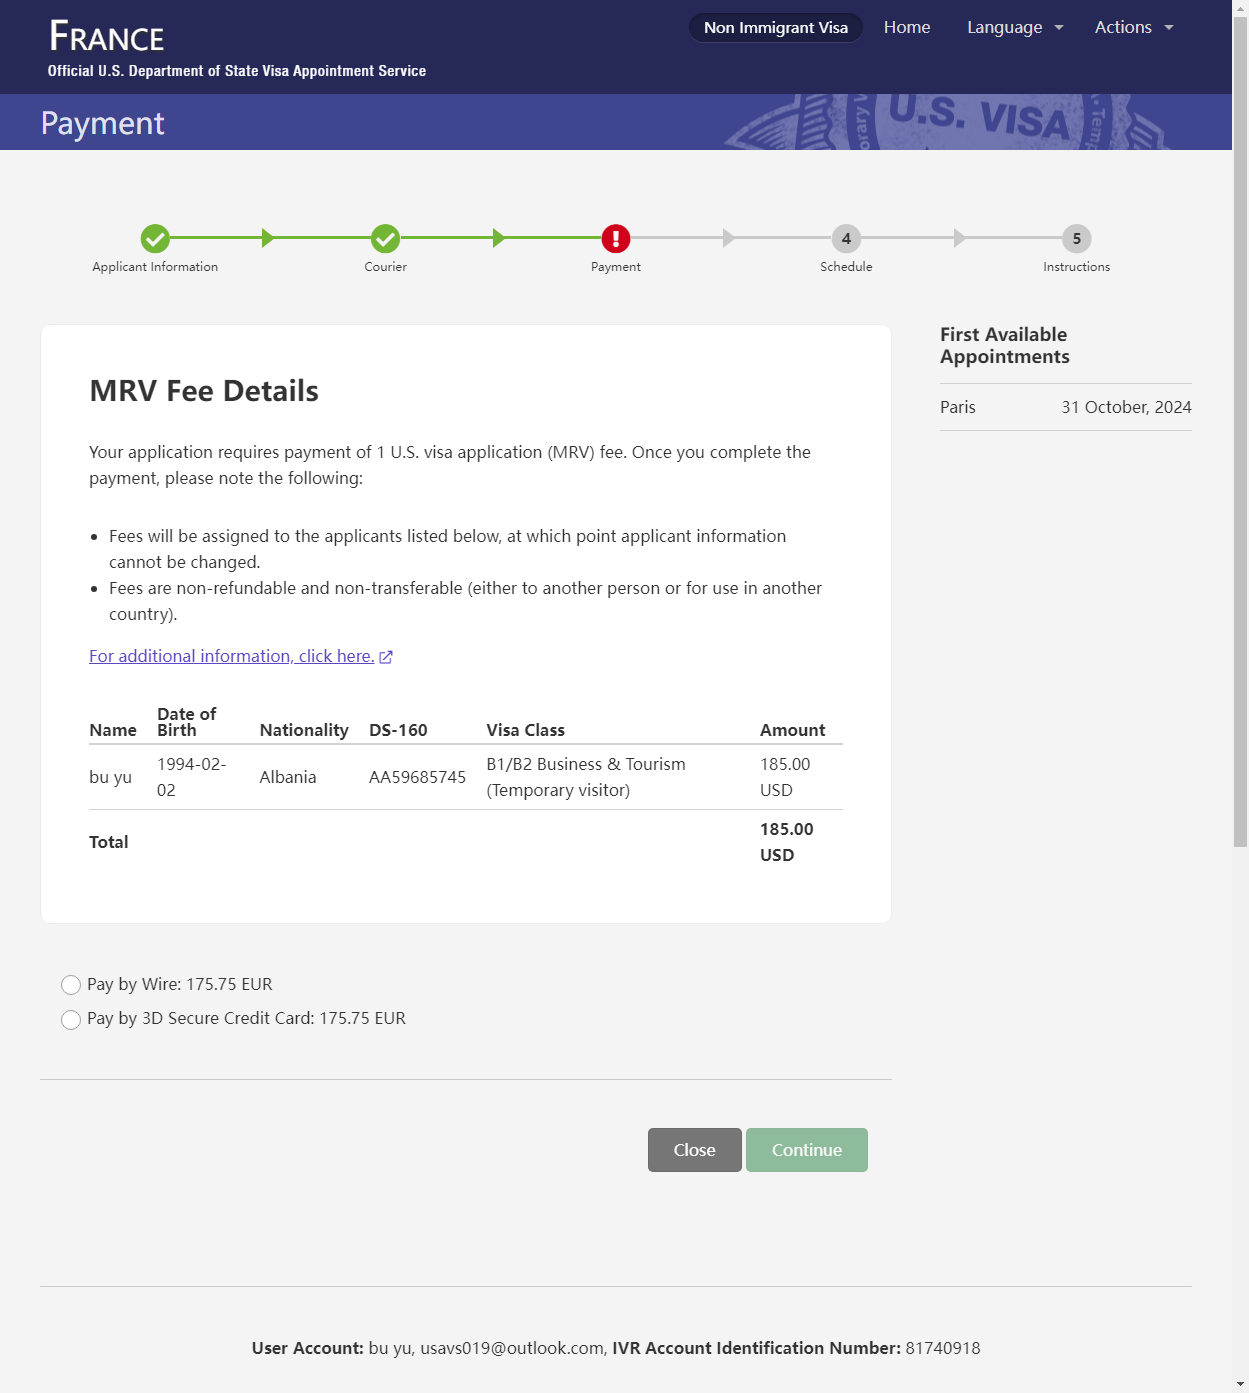 FRANCE
Official U.S. Department of State Visa Appointment Service
Non Immigrant Visa
Home
Language
Actions
Payment
U.S. VISA
Applicant Information
Courier
Payment
4
Schedule
5
Instructions
MRV Fee Details
Your application requires payment of 1 U.S. visa application (MRV) fee. Once you complete the
payment, please note the following:
• Fees will be assigned to the applicants listed below, at which point applicant information
cannot be changed.
• Fees are non-refundable and non-transferable (either to another person or for use in another
country).
For additional information, click here.
Name Date of Birth Nationality DS-160 Visa Class Amount
bu yu 1994-02-02 Albania AA59685745 B1/B2 Business & Tourism (Temporary visitor) 185.00 USD
Total 185.00 USD
First Available
Appointments
Paris 31 October, 2024
Pay by Wire: 175.75 EUR
Pay by 3D Secure Credit Card: 175.75 EUR
Close
Continue
User Account: bu yu, usavs019@outlook.com, IVR Account Identification Number: 81740918